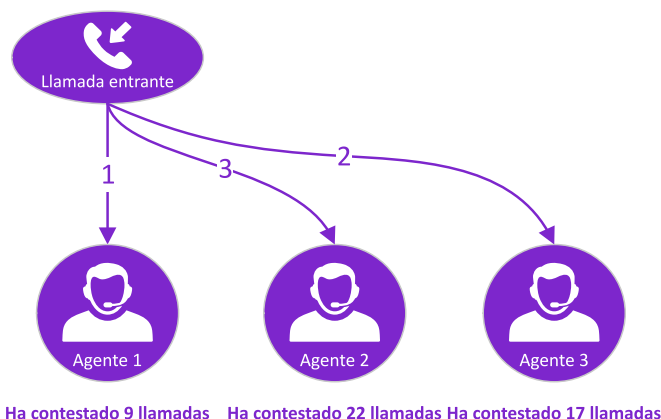 Llamada entrante
1
3
2
Agente 1
Agente 2
Agente 3
Ha contestado 9 llamadas
Ha contestado 22 llamadas
Ha contestado 17 llamadas